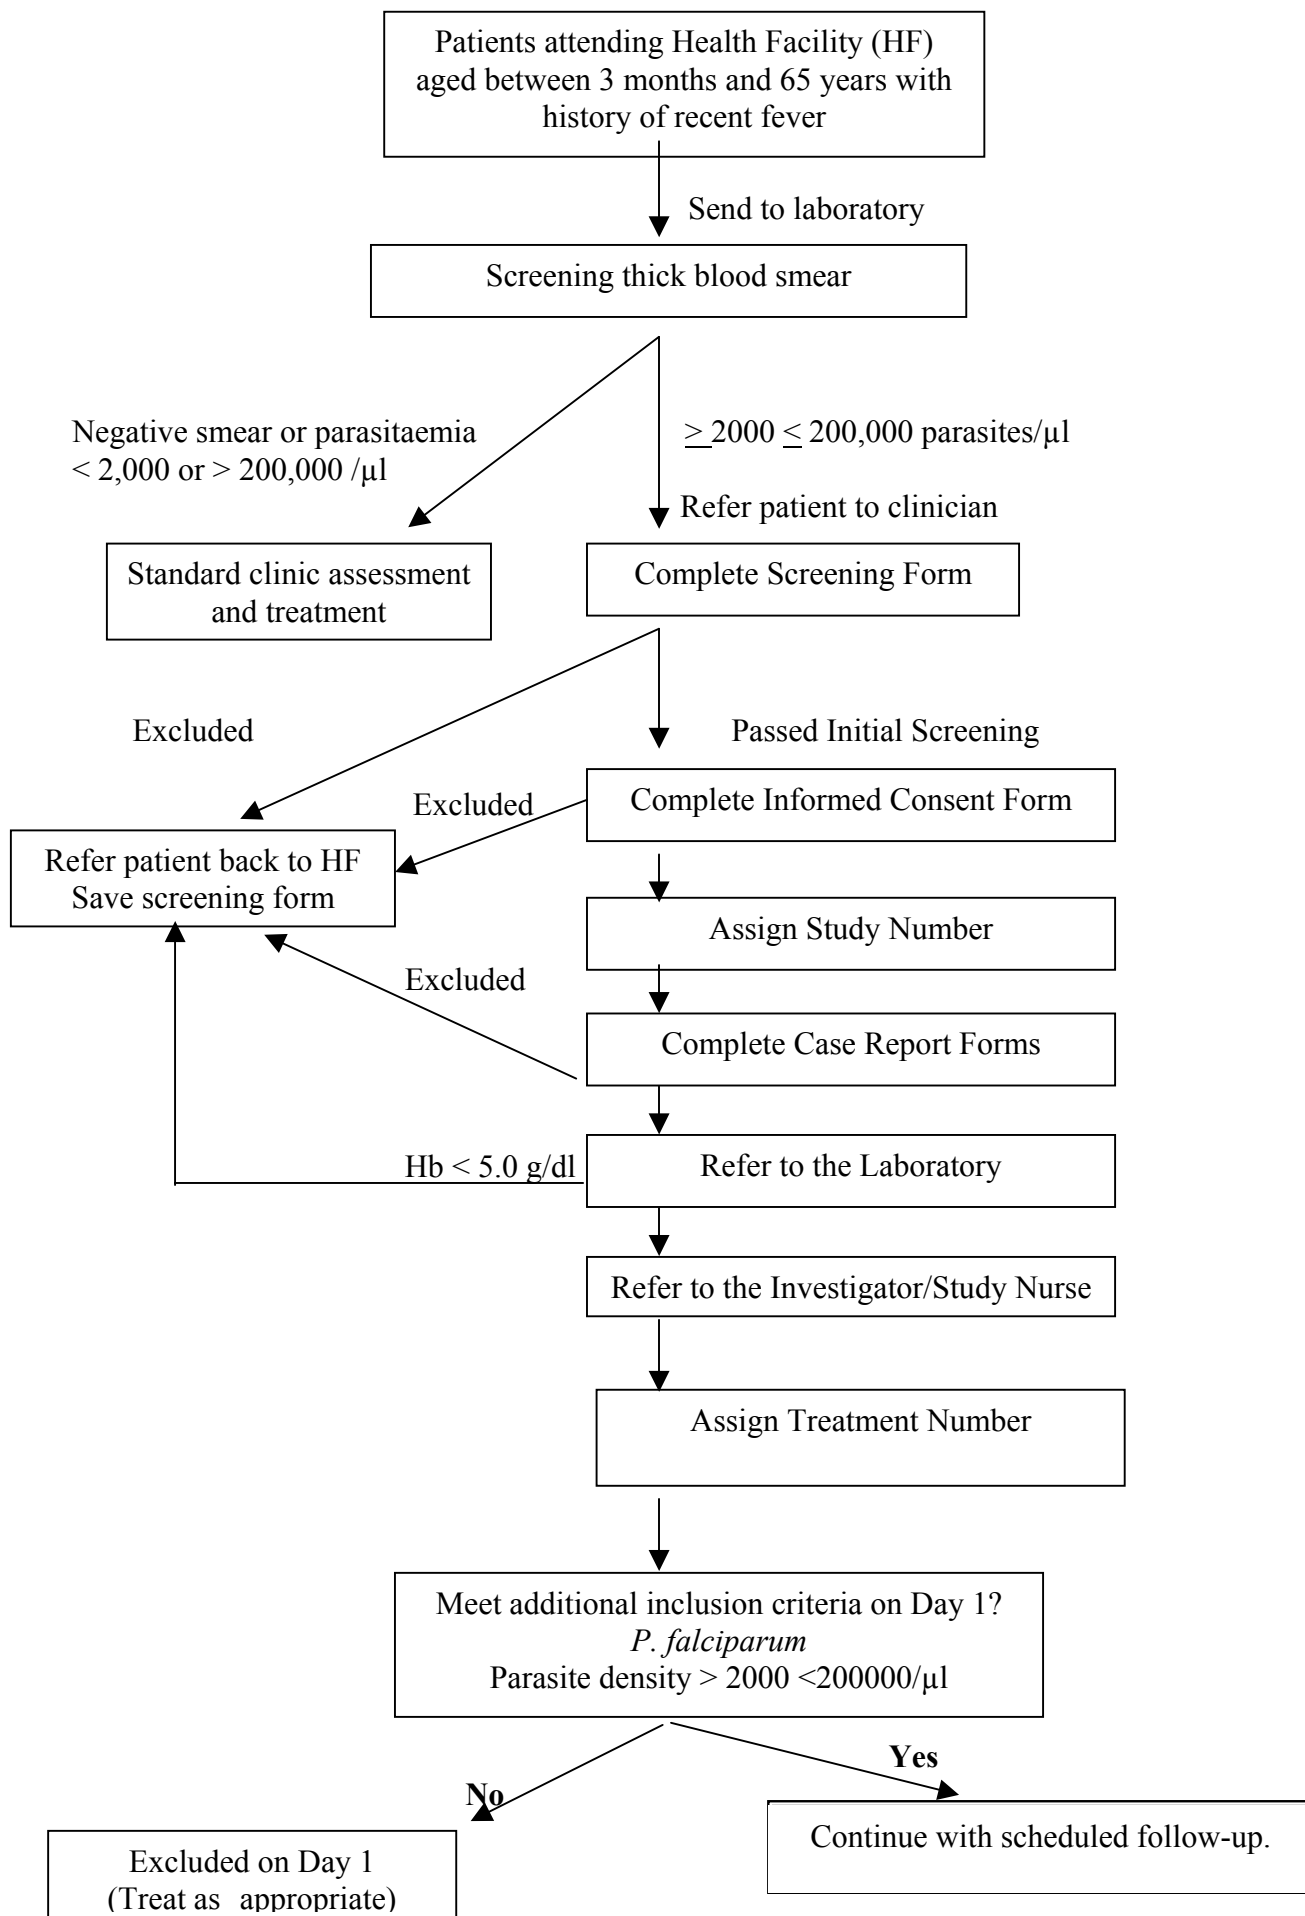 Patients attending Health Facility (HF)
aged between 3 months and 65 years with
history of recent fever
Send to laboratory
Screening thick blood smear
Negative smear or parasitaemia
< 2,000 or > 200,000 /µl
> 2000 < 200,000 parasites/µl
Refer patient to clinician
Standard clinic assessment
and treatment
Complete Screening Form
Excluded
Passed Initial Screening
Excluded
Complete Informed Consent Form
Refer patient back to HF
Save screening form
Assign Study Number
Excluded
Complete Case Report Forms
Hb < 5.0 g/dl
Refer to the Laboratory
Refer to the Investigator/Study Nurse
Assign Treatment Number
Meet additional inclusion criteria on Day 1?
P. falciparum
Parasite density > 2000 <200000/µl
Yes
No
Continue with scheduled follow-up.
Excluded on Day 1
(Treat as appropriate)